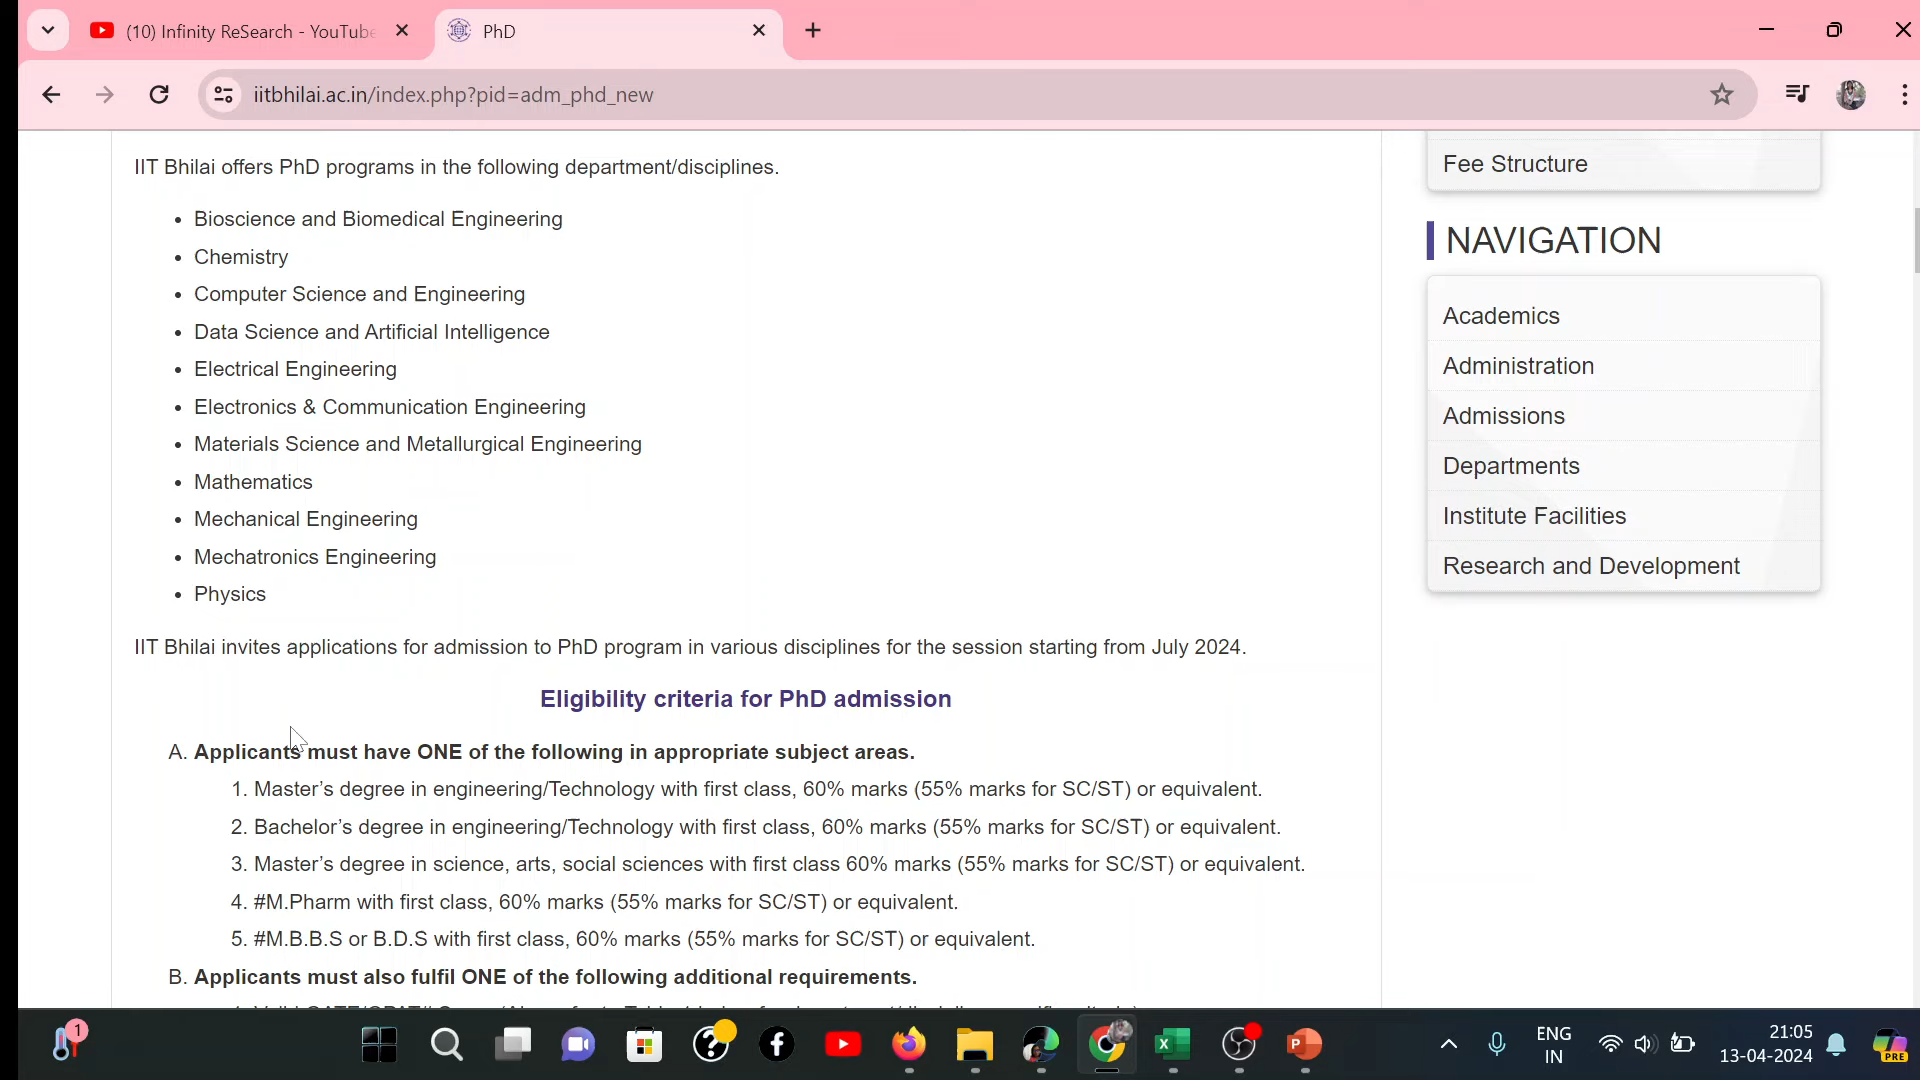 (10) Infinity ReSearch - YouTube
PhD
iitbhilai.ac.in/index.php?pid=adm_phd_new
IIT Bhilai offers PhD programs in the following department/disciplines.
• Bioscience and Biomedical Engineering
• Chemistry
• Computer Science and Engineering
• Data Science and Artificial Intelligence
• Electrical Engineering
• Electronics & Communication Engineering
• Materials Science and Metallurgical Engineering
• Mathematics
• Mechanical Engineering
• Mechatronics Engineering
• Physics
IIT Bhilai invites applications for admission to PhD program in various disciplines for the session starting from July 2024.
Eligibility criteria for PhD admission
A. Applicants must have ONE of the following in appropriate subject areas.
1. Master’s degree in engineering/Technology with first class, 60% marks (55% marks for SC/ST) or equivalent.
2. Bachelor’s degree in engineering/Technology with first class, 60% marks (55% marks for SC/ST) or equivalent.
3. Master’s degree in science, arts, social sciences with first class 60% marks (55% marks for SC/ST) or equivalent.
4. #M.Pharm with first class, 60% marks (55% marks for SC/ST) or equivalent.
5. #M.B.B.S or B.D.S with first class, 60% marks (55% marks for SC/ST) or equivalent.
B. Applicants must also fulfil ONE of the following additional requirements.
Fee Structure
NAVIGATION
Academics
Administration
Admissions
Departments
Institute Facilities
Research and Development
1
ENG
IN
21:05
13-04-2024
PRE